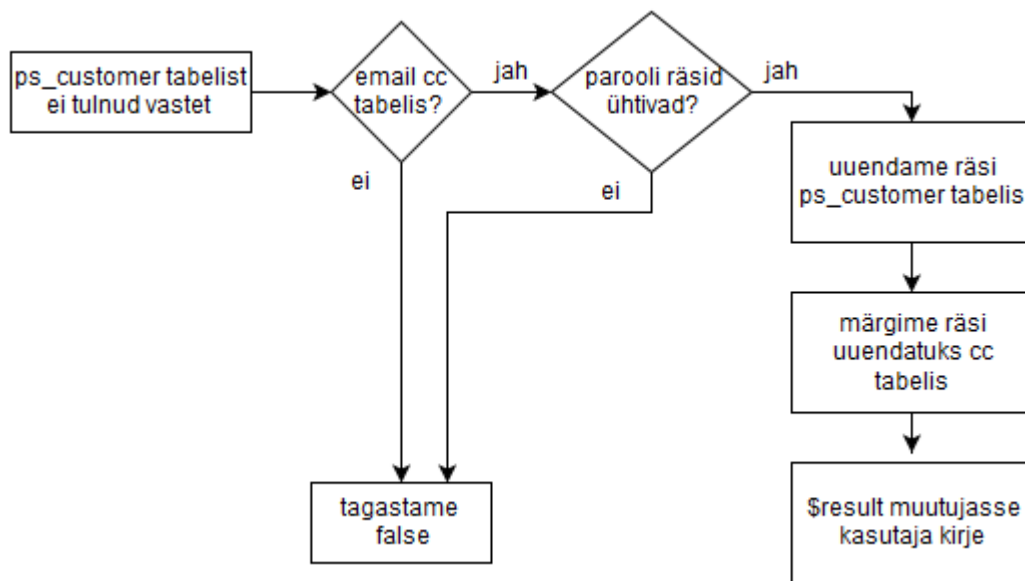 ps_customer tabelist
ei tulnud vastet
email cc
tabelis?
jah
parooli räsid
ühtivad?
jah
ei
ei
uuendame räsi
ps_customer tabelis
märgime räsi
uuendatuks cc
tabelis
tagastame
false
$result muutujasse
kasutaja kirje